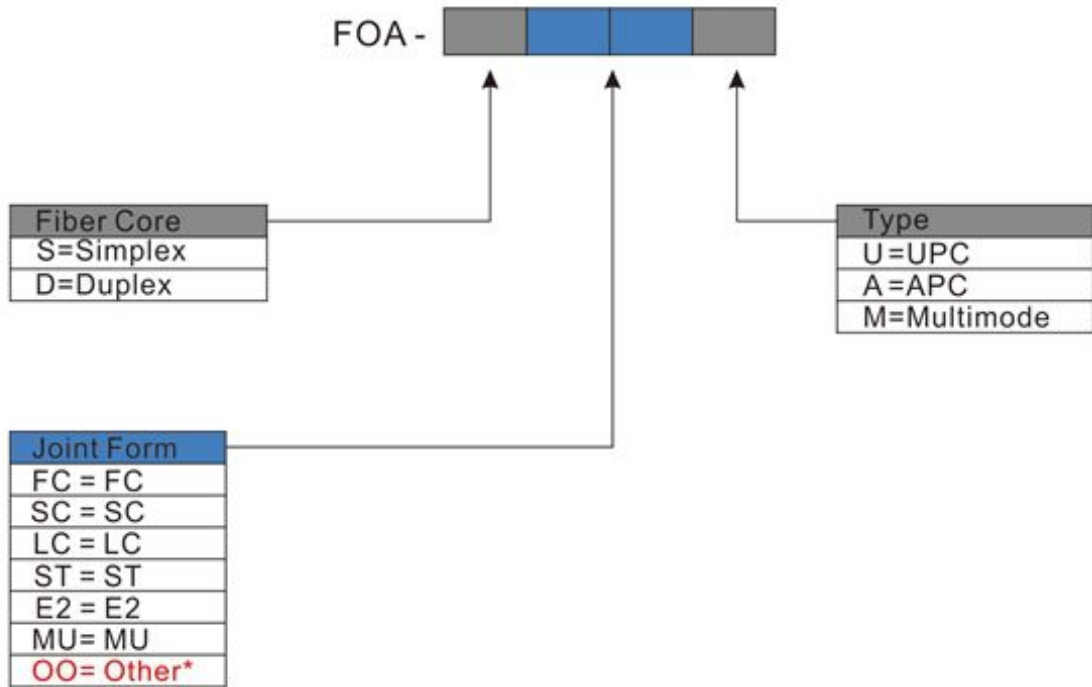 FOA -
Fiber Core
S=Simplex
D=Duplex
Type
U=UPC
A=APC
M=Multimode
Joint Form
FC = FC
SC = SC
LC = LC
ST = ST
E2 = E2
MU= MU
OO= Other*